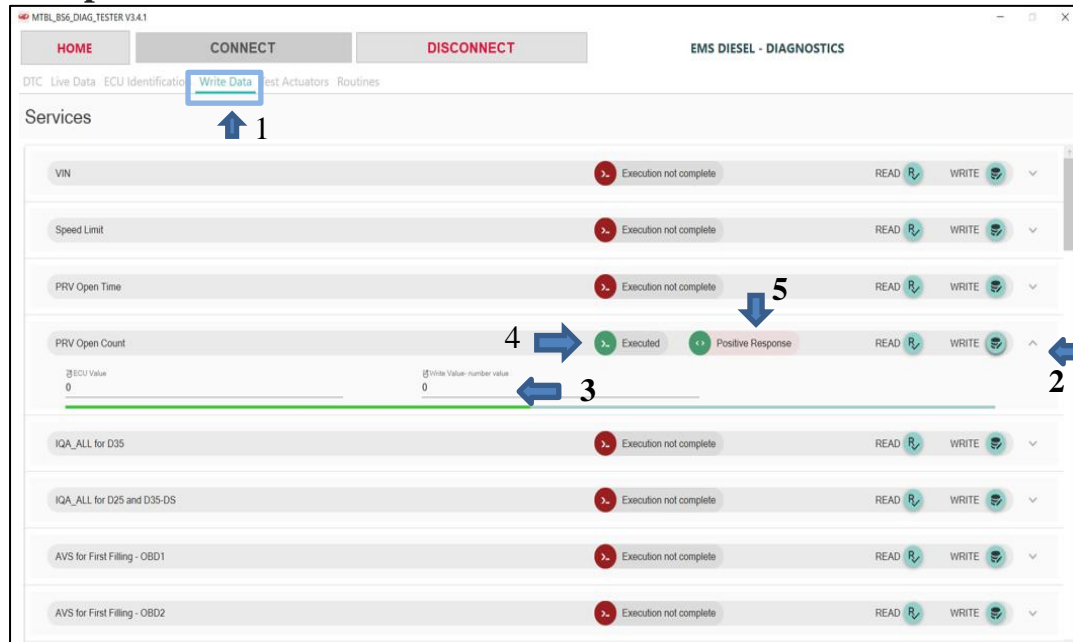 MTBL_BS6_DIAG_TESTER V3.4.1
HOME CONNECT DISCONNECT EMS DIESEL - DIAGNOSTICS
DTC Live Data ECU Identification Write Data Test Actuators Routines
Services
1
VIN Execution not complete READ WRITE
Speed Limit Execution not complete READ WRITE
PRV Open Time Execution not complete READ WRITE
5
PRV Open Count 4 Executed Positive Response READ WRITE
2
ECU Value Write Value- number value
0 0
3
IQA_ALL for D35 Execution not complete READ WRITE
IQA_ALL for D25 and D35-DS Execution not complete READ WRITE
AVS for First Filling - OBD1 Execution not complete READ WRITE
AVS for First Filling - OBD2 Execution not complete READ WRITE